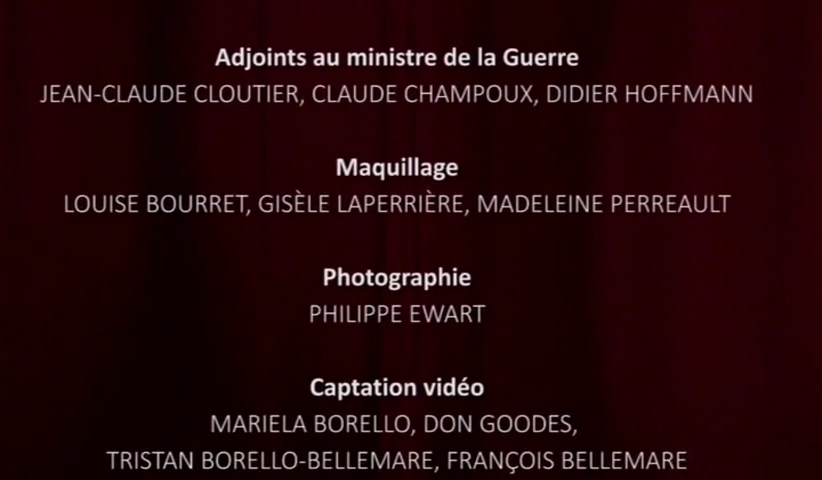 Adjoints au ministre de la Guerre
JEAN-CLAUDE CLOUTIER, CLAUDE CHAMPOUX, DIDIER HOFFMANN
Maquillage
LOUISE BOURRET, GISÈLE LAPERRIÈRE, MADELEINE PERREAULT
Photographie
PHILIPPE EWART
Captation vidéo
MARIELA BORELLO, DON GOODES,
TRISTAN BORELLO-BELLEMARE, FRANÇOIS BELLEMARE